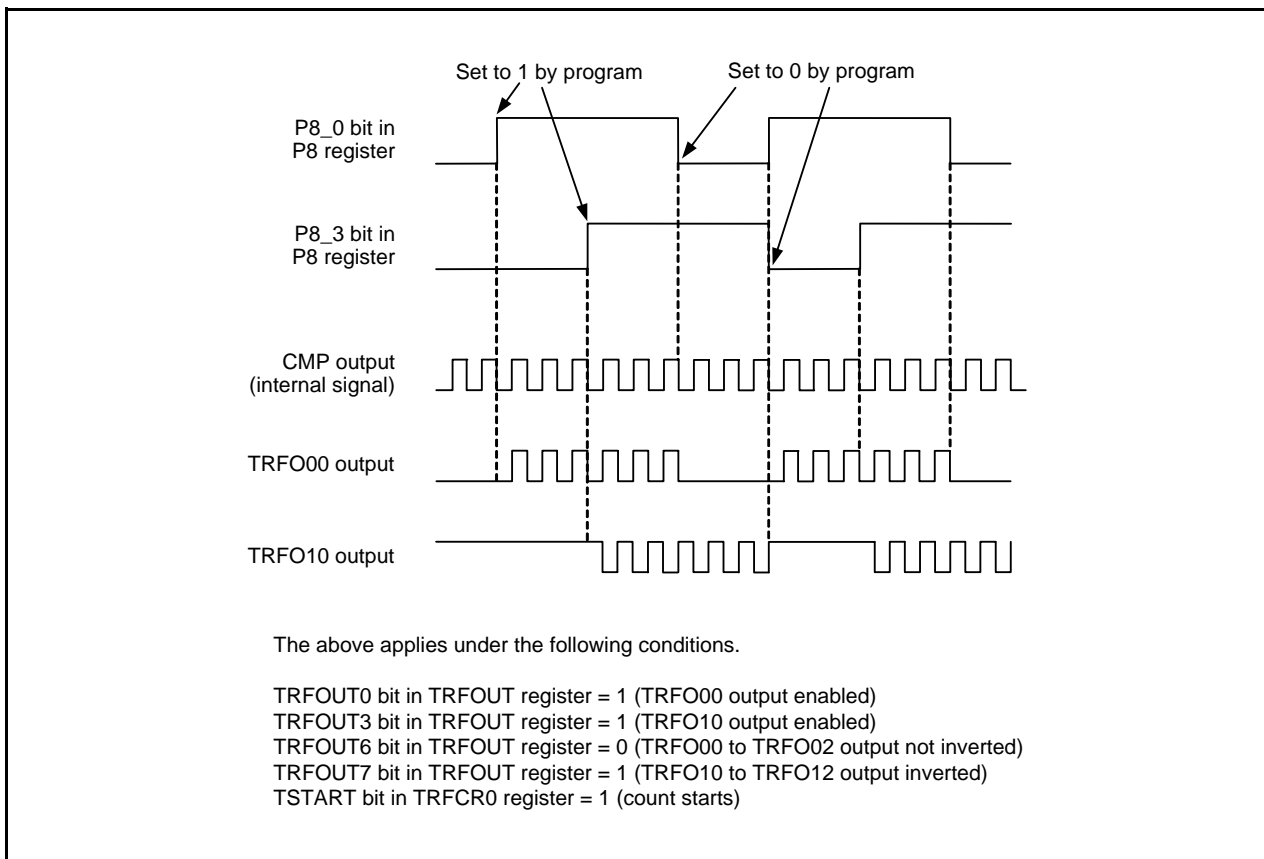 Set to 1 by program
Set to 0 by program
P8_0 bit in
P8 register
P8_3 bit in
P8 register
CMP output
(internal signal)
TRFO00 output
TRFO10 output
The above applies under the following conditions.
TRFOUT0 bit in TRFOUT register = 1 (TRFO00 output enabled)
TRFOUT3 bit in TRFOUT register = 1 (TRFO10 output enabled)
TRFOUT6 bit in TRFOUT register = 0 (TRFO00 to TRFO02 output not inverted)
TRFOUT7 bit in TRFOUT register = 1 (TRFO10 to TRFO12 output inverted)
TSTART bit in TRFCR0 register = 1 (count starts)